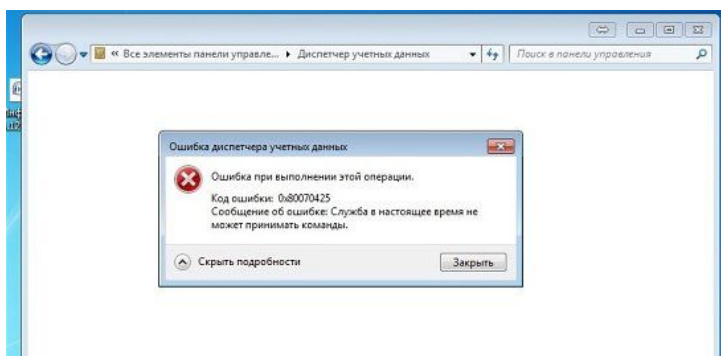 « Все элементы панели управле... ▸ Диспетчер учетных данных
Поиск в панели управления
Ошибка диспетчера учетных данных
Ошибка при выполнении этой операции.
Код ошибки: 0x80070425
Сообщение об ошибке: Служба в настоящее время не
может принимать команды.
Скрыть подробности
Закрыть